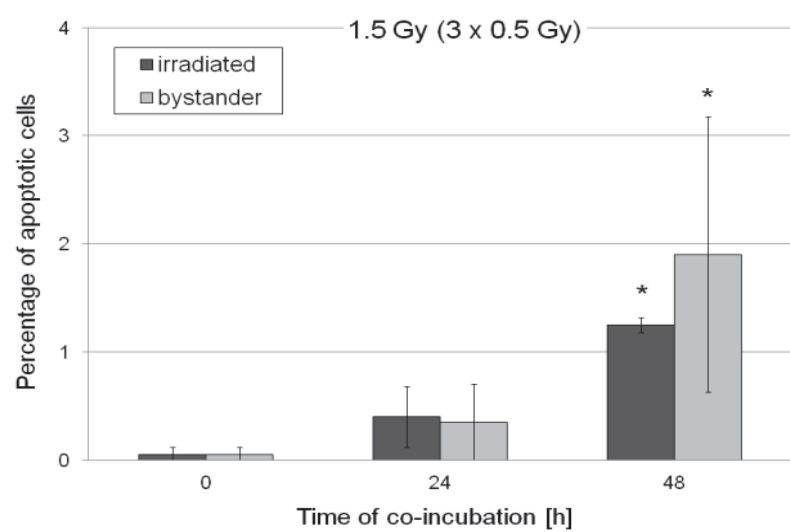 1.5 Gy (3 x 0.5 Gy)
irradiated
bystander
Percentage of apoptotic cells
4
3
2
1
0
*
*
0 24 48
Time of co-incubation [h]